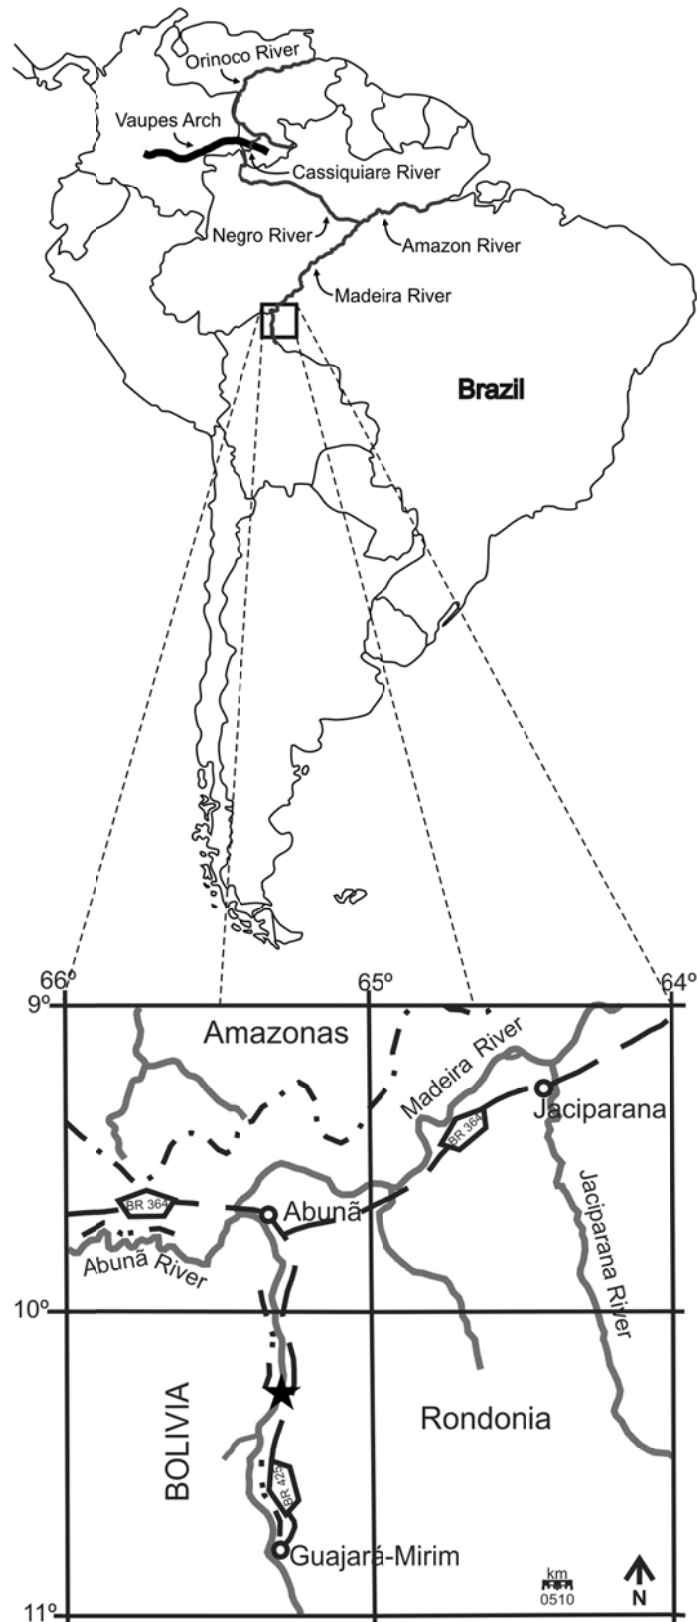 Orinoco River
Vaupes Arch
Cassiquiare River
Negro River
Amazon River
Madeira River
Brazil
66º
65º
64º
9º
Amazonas
Madeira River
Jaciparana
BR 364
BR 364
Abunã
Abunã River
Jaciparana River
10º
BOLIVIA
Rondonia
BR 425
Guajará-Mirim
km
0510
N
11º